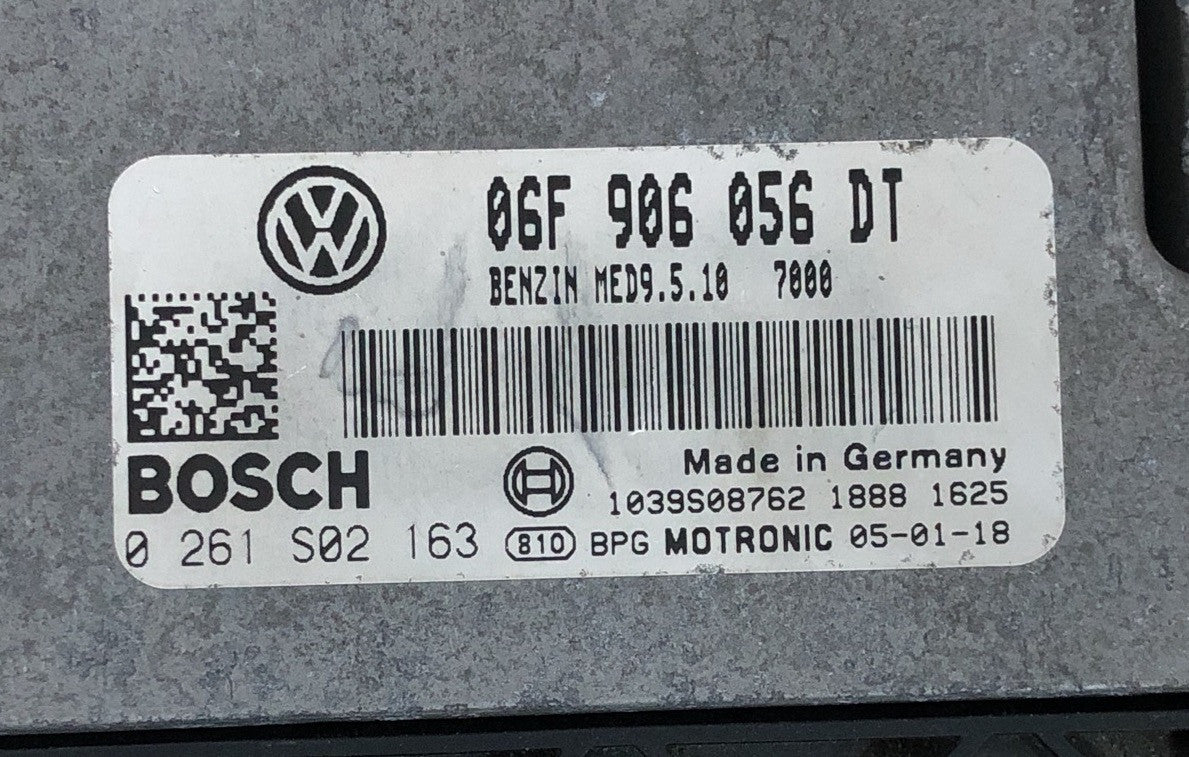 06F 906 056 DT
BENZIN MED9.5.10 7000
BOSCH
Made in Germany
1039S08762 1888 1625
0 261 S02 163
810 BPG MOTRONIC 05-01-18